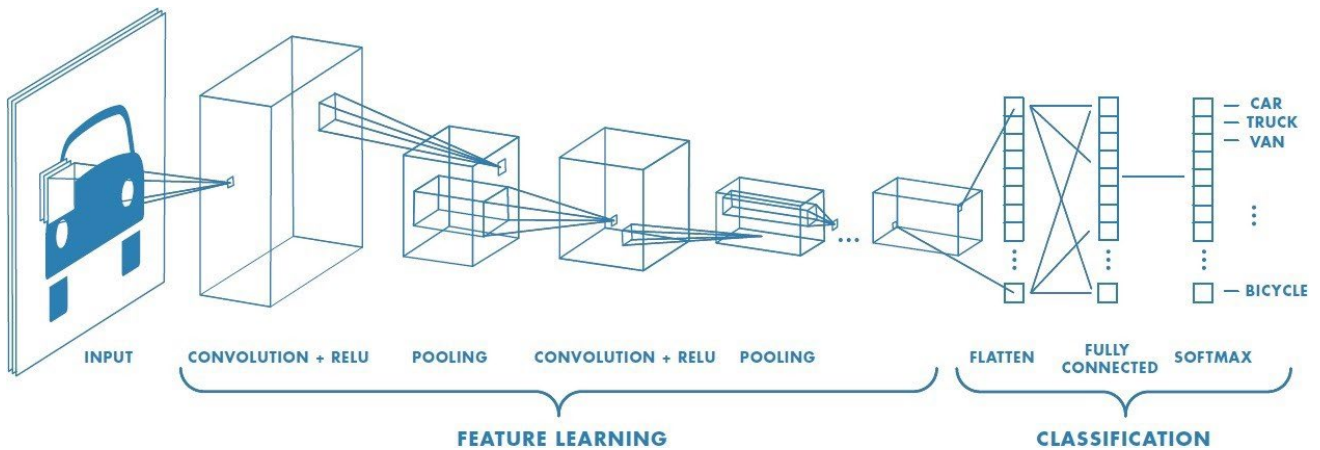 CAR
TRUCK
VAN
BICYCLE
INPUT
CONVOLUTION + RELU
POOLING
CONVOLUTION + RELU
POOLING
FLATTEN
FULLY
CONNECTED
SOFTMAX
FEATURE LEARNING
CLASSIFICATION